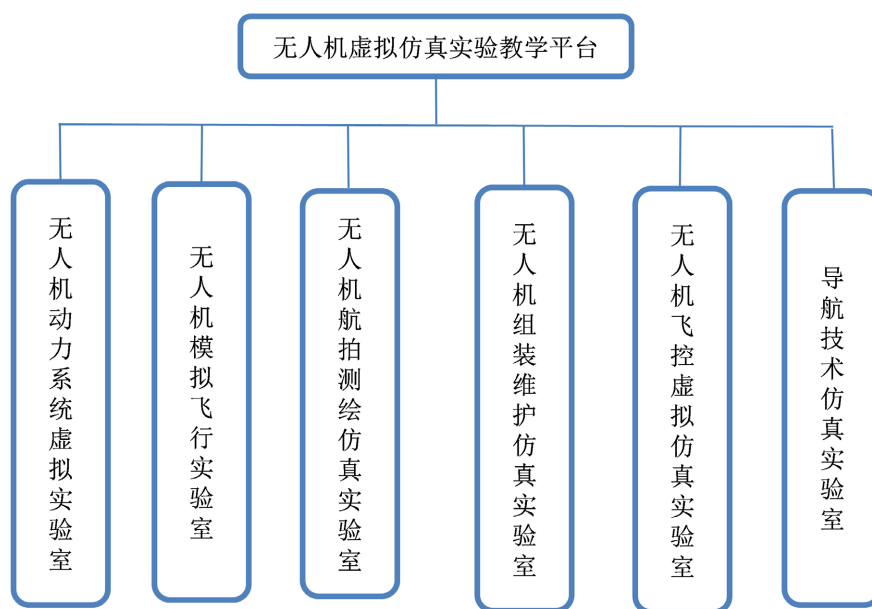 无人机虚拟仿真实验教学平台
无人机动力系统虚拟实验室
无人机模拟飞行实验室
无人机航拍测绘仿真实验室
无人机组装维护仿真实验室
无人机飞控虚拟仿真实验室
导航技术仿真实验室